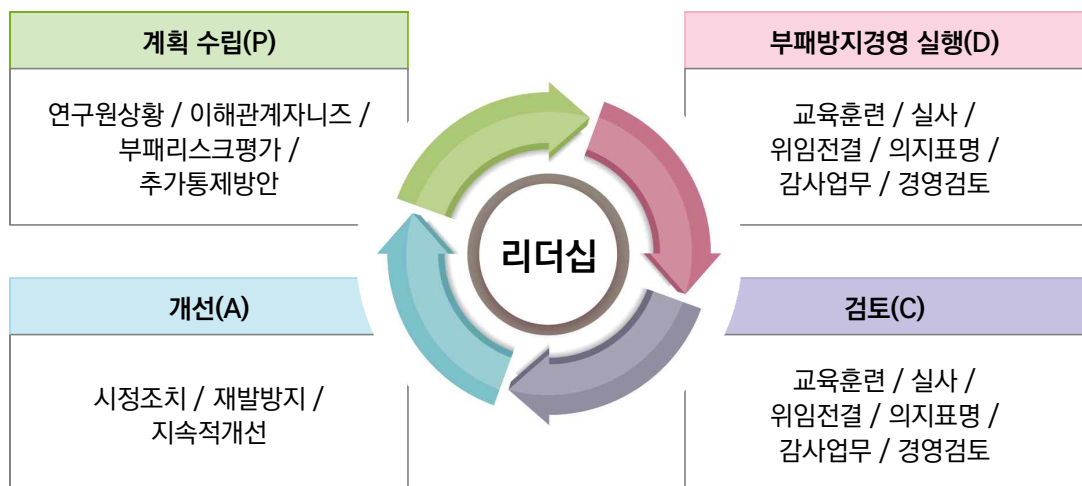 계획 수립(P)
연구원상황 / 이해관계자니즈 /
부패리스크평가 /
추가통제방안
부패방지경영 실행(D)
교육훈련 / 실사 /
위임전결 / 의지표명 /
감사업무 / 경영검토
리더십
개선(A)
시정조치 / 재발방지 /
지속적개선
검토(C)
교육훈련 / 실사 /
위임전결 / 의지표명 /
감사업무 / 경영검토